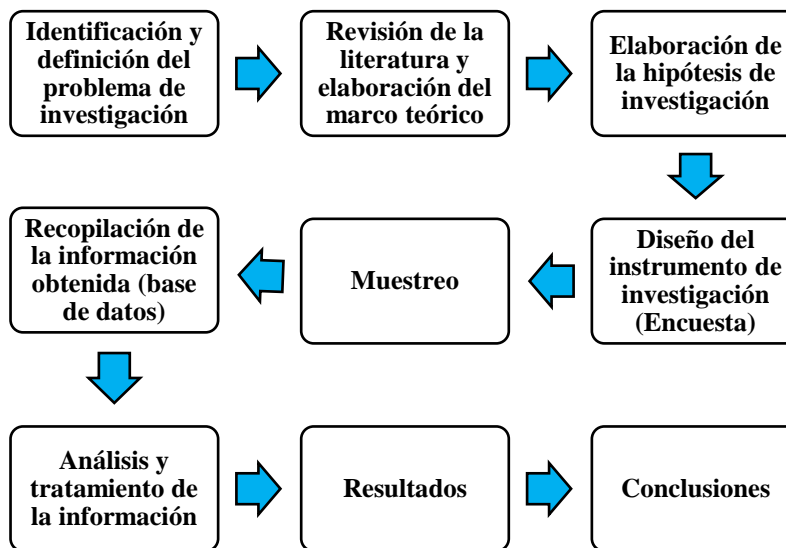 Identificación y
definición del
problema de
investigación
Revisión de la
literatura y
elaboración del
marco teórico
Elaboración de
la hipótesis de
investigación
Diseño del
instrumento de
investigación
(Encuesta)
Muestreo
Recopilación de
la información
obtenida (base
de datos)
Análisis y
tratamiento de
la información
Resultados
Conclusiones